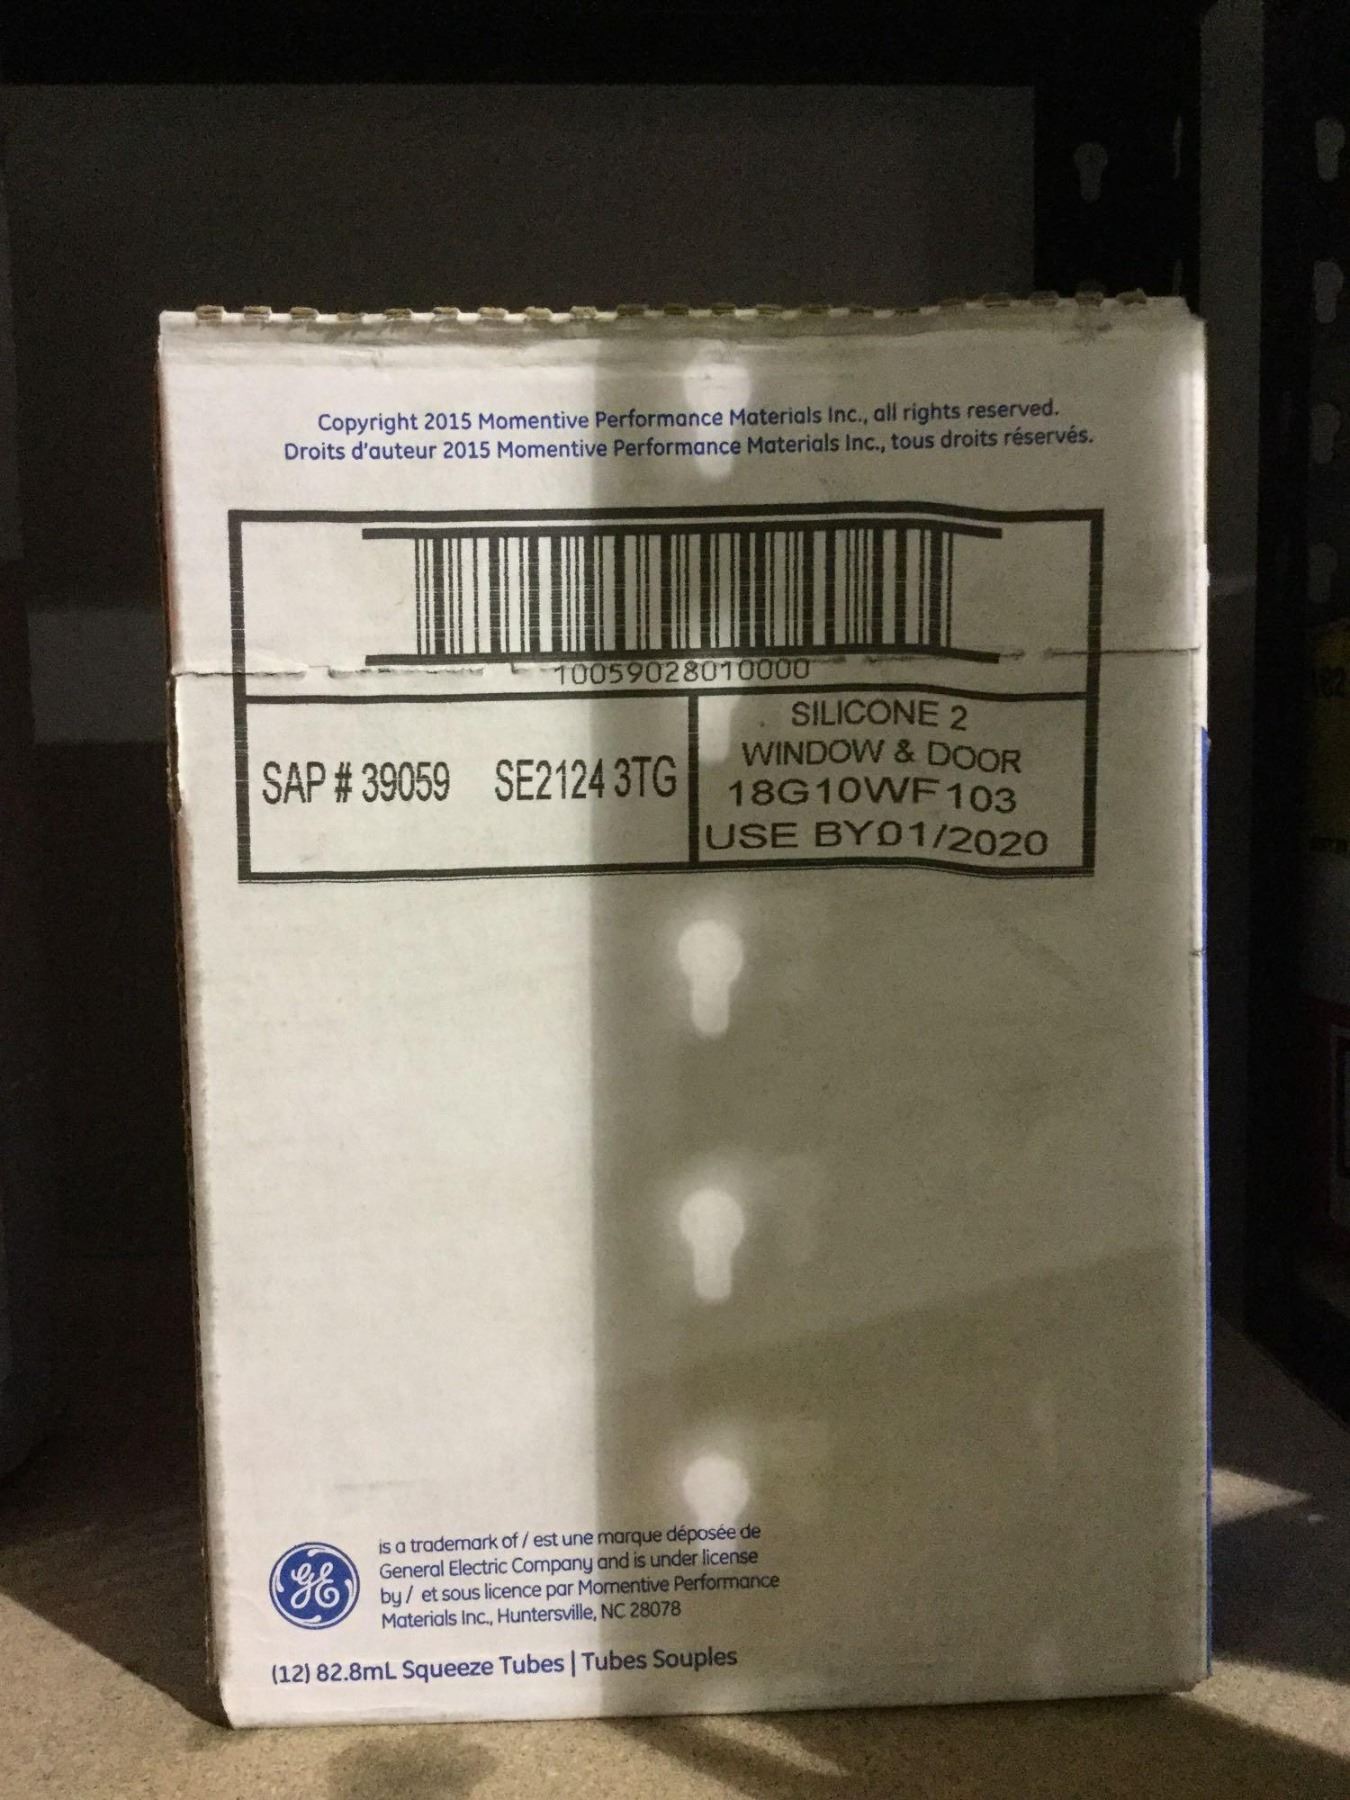 Copyright 2015 Momentive Performance Materials Inc., all rights reserved.
Droits d'auteur 2015 Momentive Performance Materials Inc., tous droits réservés.
10059028010000
SAP # 39059 SE2124 3TG
SILICONE 2
WINDOW & DOOR
18G10WF103
USE BY01/2020
GE
is a trademark of / est une marque déposée de
General Electric Company and is under license
by / et sous licence par Momentive Performance
Materials Inc., Huntersville, NC 28078
(12) 82.8mL Squeeze Tubes | Tubes Souples